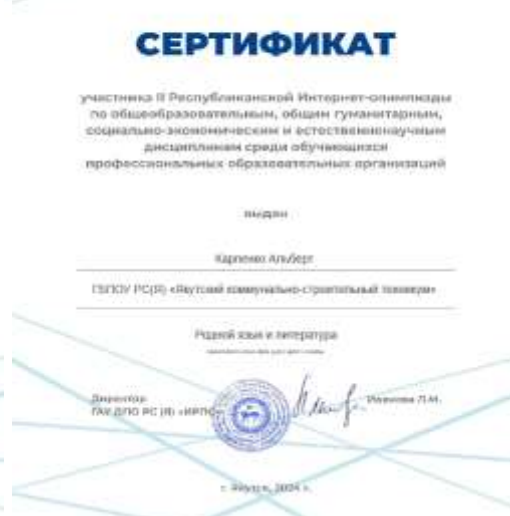 СЕРТИФИКАТ
участника II Республиканской Интернет-олимпиады
по общеобразовательным, общим гуманитарным,
социально-экономическим и естественнонаучным
дисциплинам среди обучающихся
профессиональных образовательных организаций
выдан
Карпенко Альберт
ГБПОУ РС(Я) «Якутский коммунально-строительный техникум»
Родной язык и литература
Директор
ГАУ ДПО РС (Я) «ИРПО»
Л.М.
г. Якутск, 2024 г.